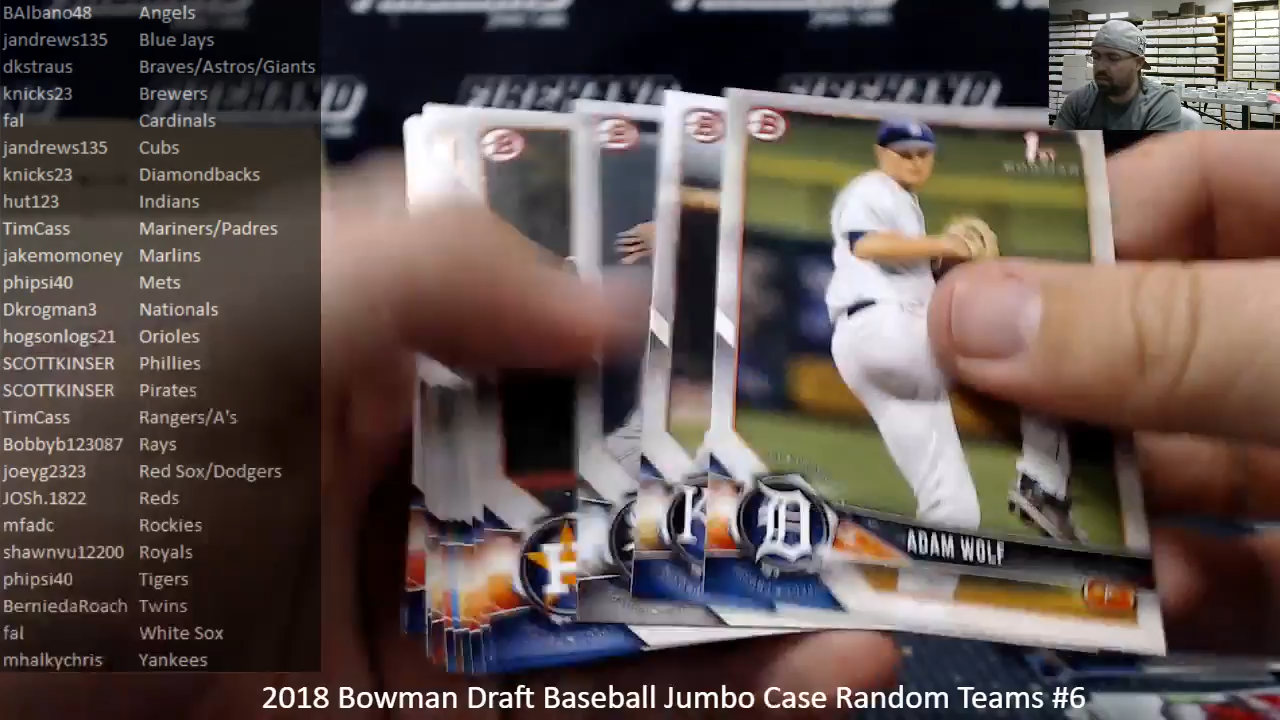 BAlbano48 Angels
jandrews135 Blue Jays
dkstraus Braves/Astros/Giants
knicks23 Brewers
fal Cardinals
jandrews135 Cubs
knicks23 Diamondbacks
hut123 Indians
TimCass Mariners/Padres
jakemomoney Marlins
phipsi40 Mets
Dkrogman3 Nationals
hogsonlogs21 Orioles
SCOTTKINSER Phillies
SCOTTKINSER Pirates
TimCass Rangers/A's
Bobbyb123087 Rays
joeyg2323 Red Sox/Dodgers
JOSh.1822 Reds
mfadc Rockies
shawnvu12200 Royals
phipsi40 Tigers
BerniedaRoach Twins
fal White Sox
mhalkychris Yankees
B B B B
1st
BOWMAN
H K D
ADAM WOLF
2018 Bowman Draft Baseball Jumbo Case Random Teams #6